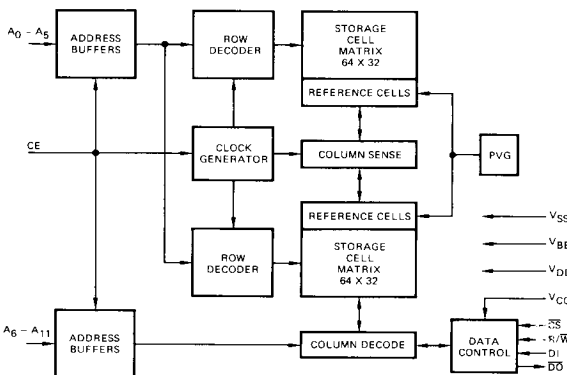 A0 - A5
ADDRESS
BUFFERS
ROW
DECODER
STORAGE
CELL
MATRIX
64 X 32
REFERENCE CELLS
CE
CLOCK
GENERATOR
COLUMN SENSE
PVG
REFERENCE CELLS
ROW
DECODER
STORAGE
CELL
MATRIX
64 X 32
VSS
VBB
VDD
VCC
A6 - A11
ADDRESS
BUFFERS
COLUMN DECODE
DATA
CONTROL
C̅S̅
R/W̅
DI
D̅O̅